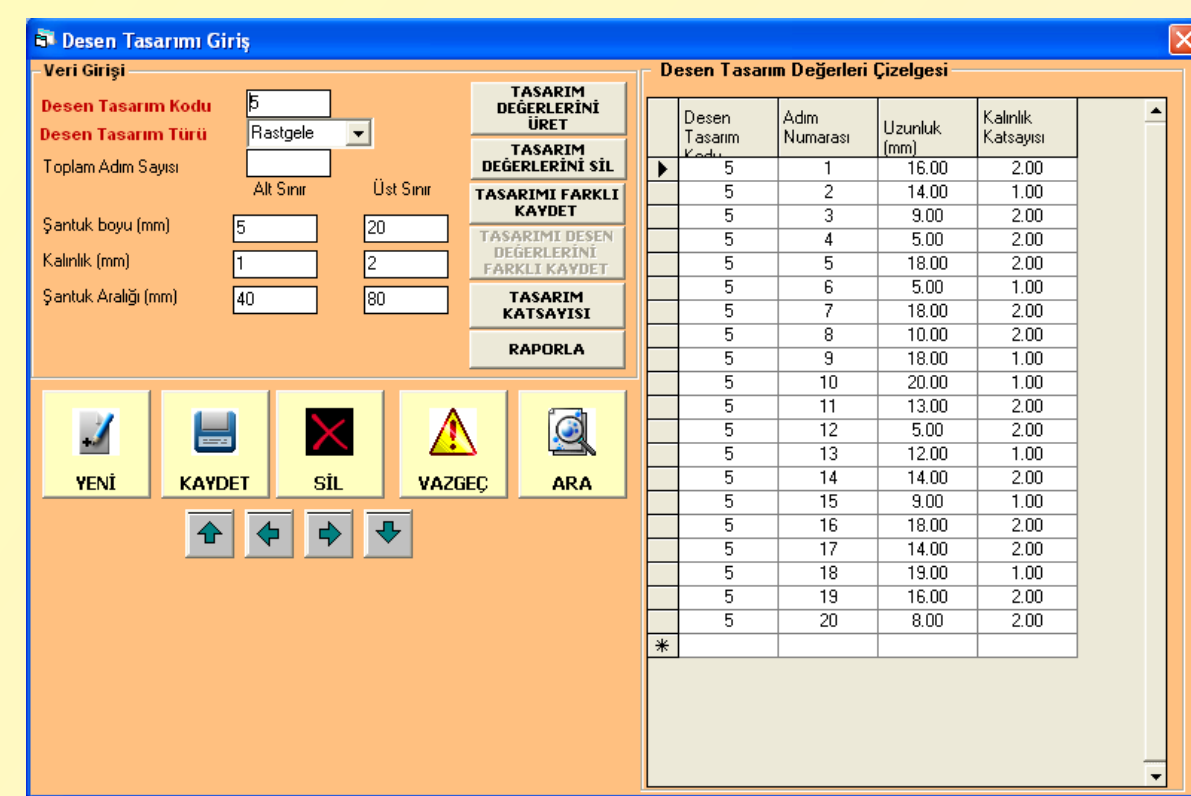 Desen Tasarımı Giriş
Veri Girişi
Desen Tasarım Kodu 5
Desen Tasarım Türü Rastgele
Toplam Adım Sayısı
Alt Sınır Üst Sınır
Şantuk boyu (mm) 5 20
Kalınlık (mm) 1 2
Şantuk Aralığı (mm) 40 80
TASARIM
DEĞERLERİNİ
ÜRET
TASARIM
DEĞERLERİNİ SİL
TASARIMI FARKLI
KAYDET
TASARIMI DESEN
DEĞERLERİNİ
FARKLI KAYDET
TASARIM
KATSAYISI
RAPORLA
YENİ KAYDET SİL VAZGEÇ ARA
Desen Tasarım Değerleri Çizelgesi
Desen
Tasarım
Kodu
Adım
Numarası
Uzunluk
(mm)
Kalınlık
Katsayısı
5 1 16.00 2.00
5 2 14.00 1.00
5 3 9.00 2.00
5 4 5.00 2.00
5 5 18.00 2.00
5 6 5.00 1.00
5 7 18.00 2.00
5 8 10.00 2.00
5 9 18.00 1.00
5 10 20.00 1.00
5 11 13.00 2.00
5 12 5.00 2.00
5 13 12.00 1.00
5 14 14.00 2.00
5 15 9.00 1.00
5 16 18.00 2.00
5 17 14.00 2.00
5 18 19.00 1.00
5 19 16.00 2.00
5 20 8.00 2.00